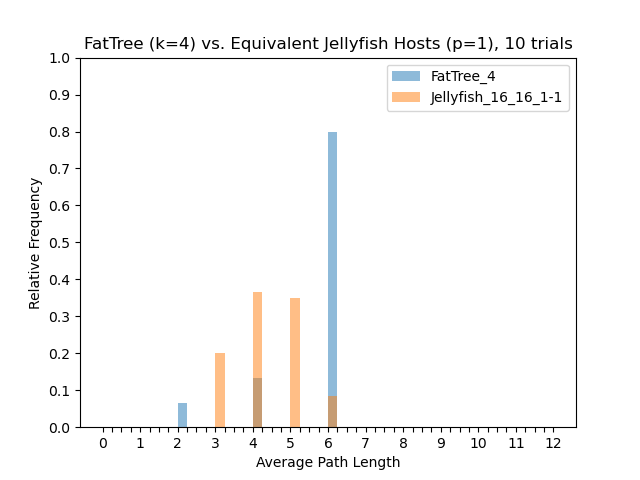 FatTree (k=4) vs. Equivalent Jellyfish Hosts (p=1), 10 trials
FatTree_4
Jellyfish_16_16_1-1
1.0
0.9
0.8
0.7
0.6
0.5
0.4
0.3
0.2
0.1
0.0
Relative Frequency
0 1 2 3 4 5 6 7 8 9 10 11 12
Average Path Length